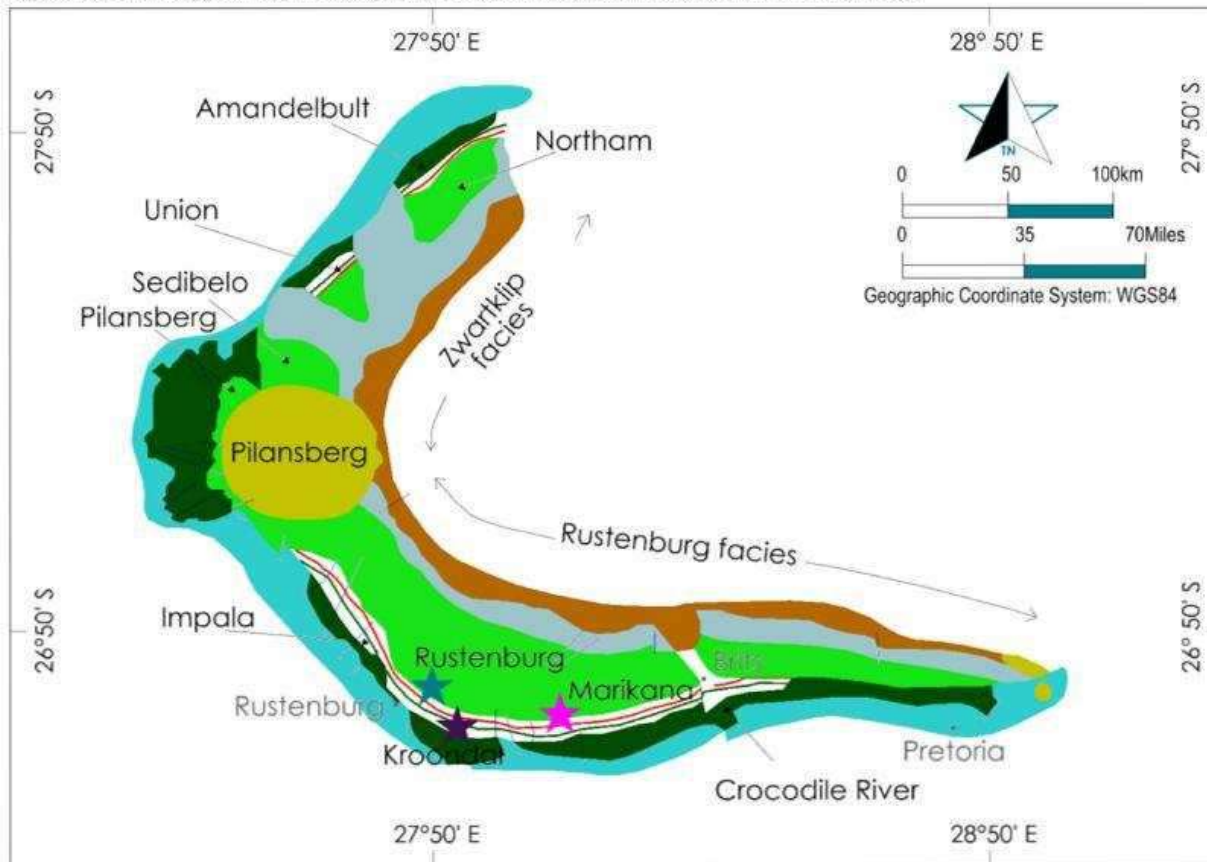 27°50' E
28° 50' E
27°50' S
27° 50' S
Amandelbult
Northam
TN
0
50
100km
0
35
70Miles
Geographic Coordinate System: WGS84
Union
Sedibelo
Pilansberg
Zwartklip
facies
Pilansberg
Rustenburg facies
26°50' S
26°50' S
Impala
Rustenburg
Brits
Marikana
Rustenburg
Kroondal
Pretoria
Crocodile River
27°50' E
28°50' E